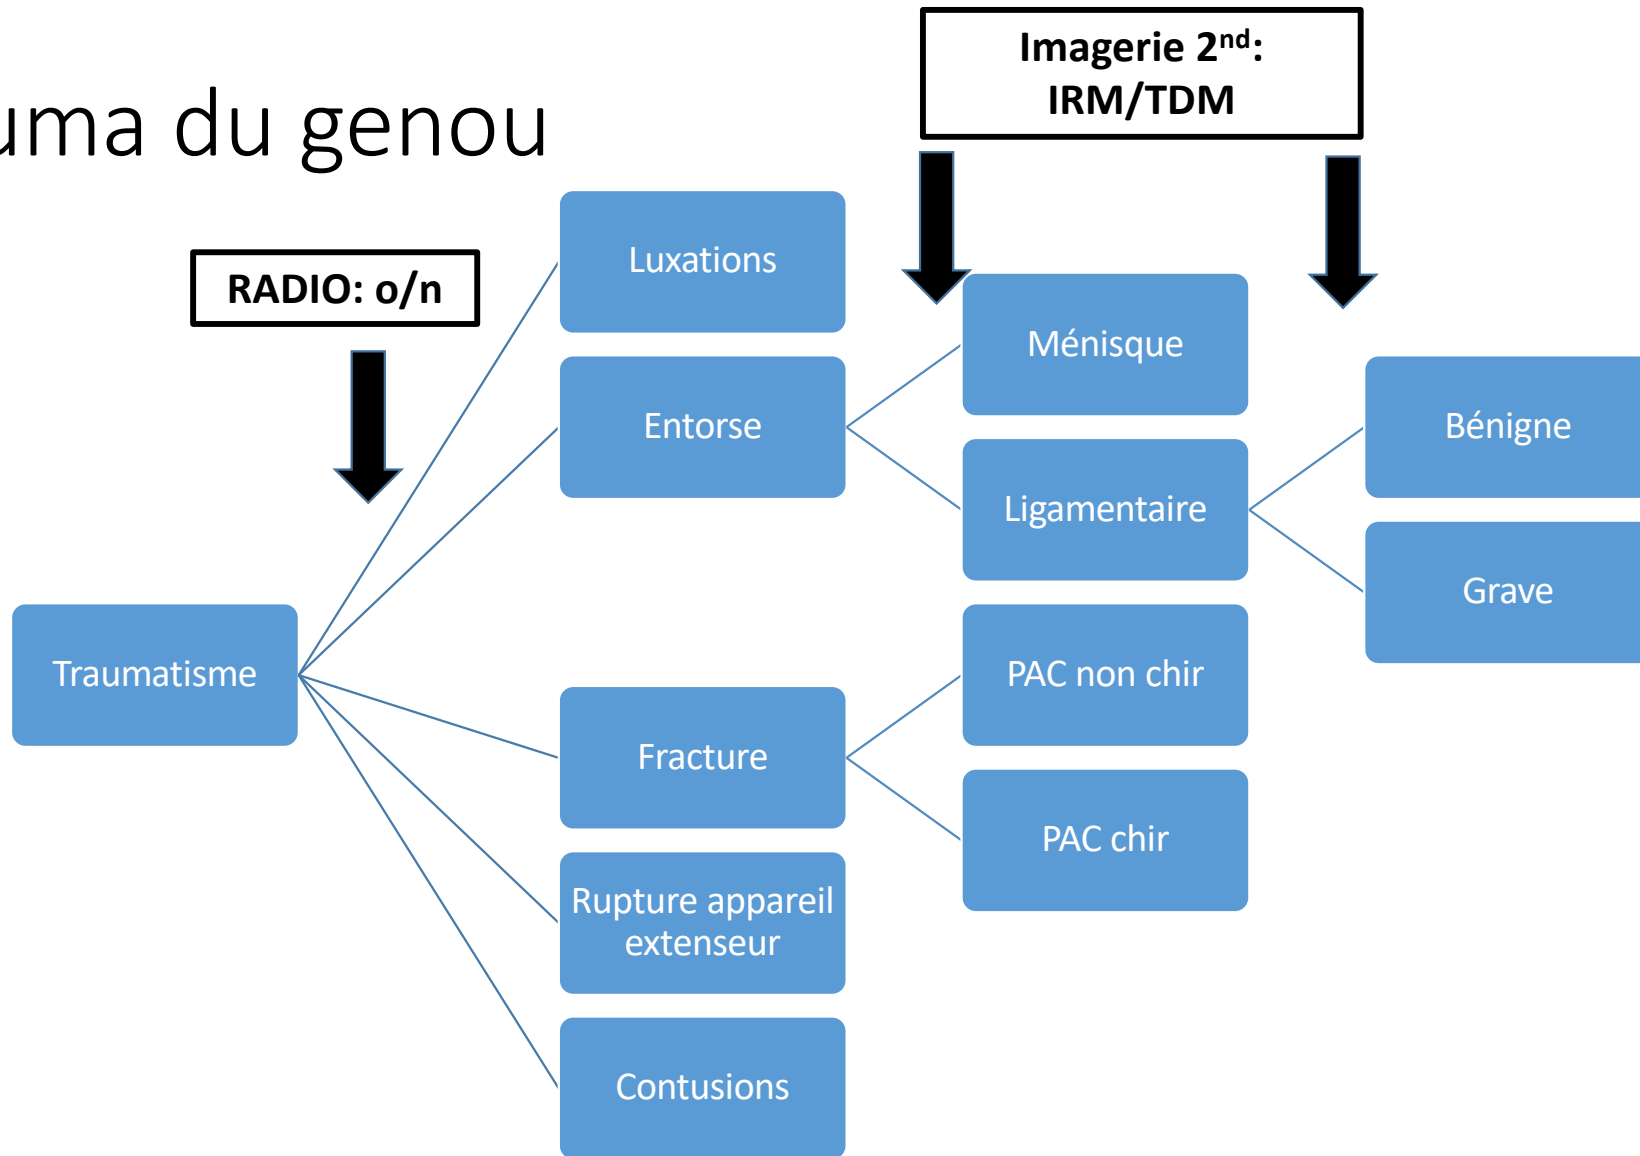 Imagerie 2nd:
IRM/TDM
uma du genou
RADIO: o/n
Luxations
Ménisque
Entorse
Bénigne
Ligamentaire
Grave
Traumatisme
PAC non chir
Fracture
PAC chir
Rupture appareil
extenseur
Contusions